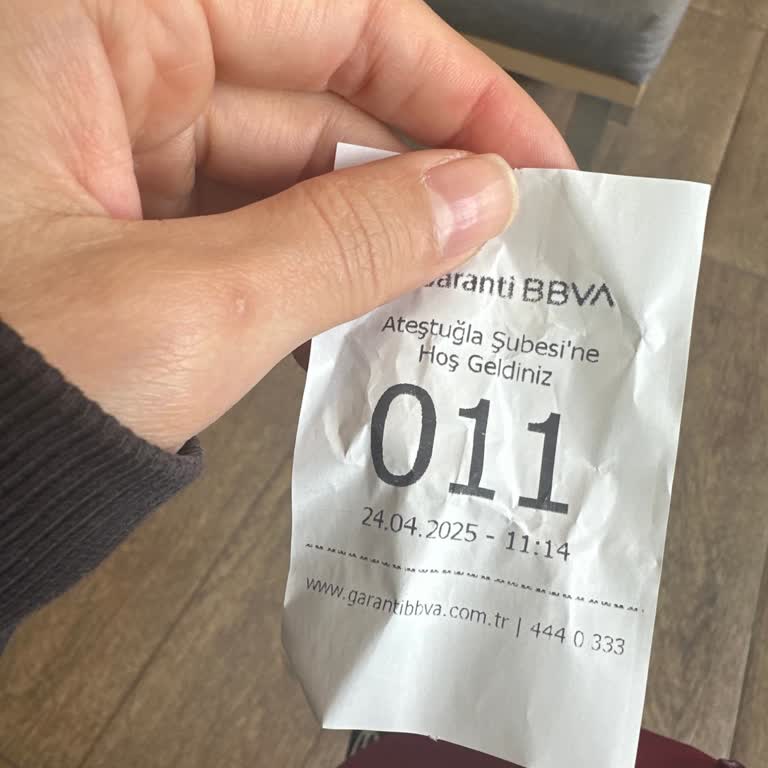 Garanti BBVA
Ateştuğla Şubesi'ne
Hoş Geldiniz
011
24.04.2025 - 11:14
www.garantibbva.com.tr | 444 0 333